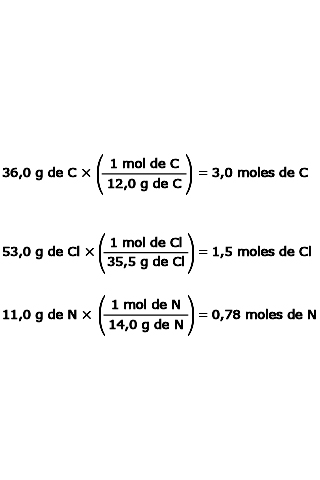 36,0 g de C × (1 mol de C / 12,0 g de C) = 3,0 moles de C
53,0 g de Cl × (1 mol de Cl / 35,5 g de Cl) = 1,5 moles de Cl
11,0 g de N × (1 mol de N / 14,0 g de N) = 0,78 moles de N